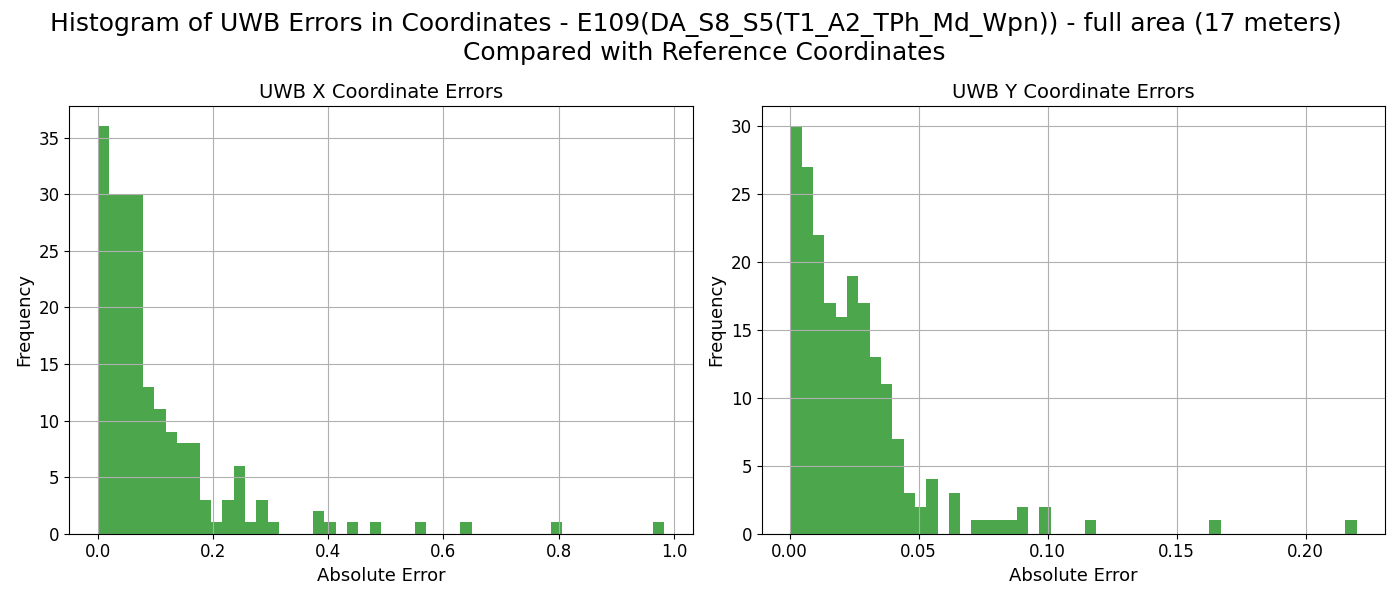 Histogram of UWB Errors in Coordinates - E109(DA_S8_S5(T1_A2_TPh_Md_Wpn)) - full area (17 meters)
Compared with Reference Coordinates
UWB X Coordinate Errors
35
30
25
20
15
10
5
0
Frequency
0.0 0.2 0.4 0.6 0.8 1.0
Absolute Error
UWB Y Coordinate Errors
30
25
20
15
10
5
0
Frequency
0.00 0.05 0.10 0.15 0.20
Absolute Error